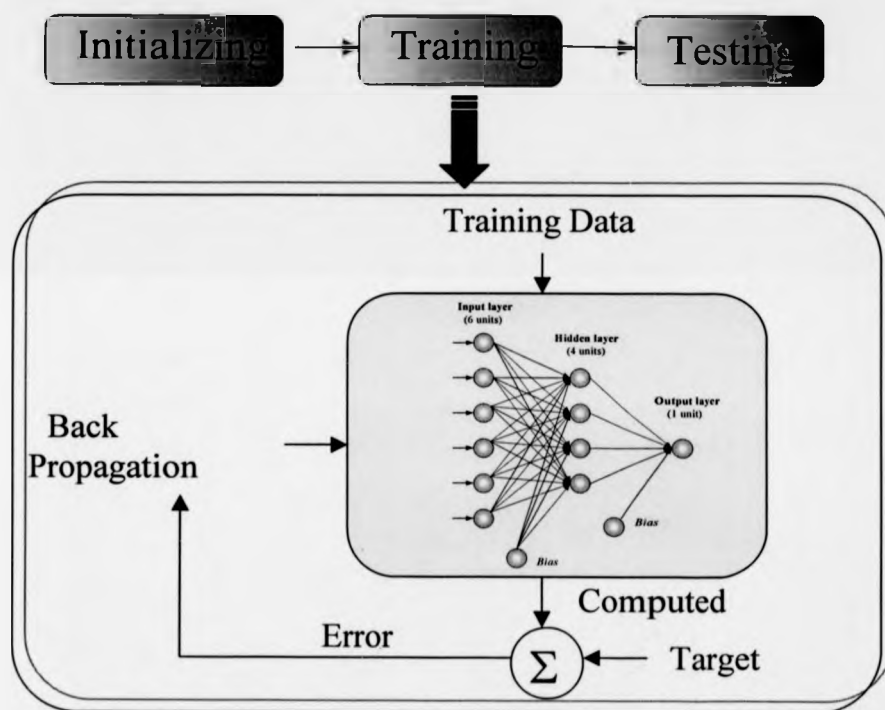 Initializing
Training
Testing
Training Data
Input layer
(6 units)
Hidden layer
(4 units)
Output layer
(1 unit)
Back
Propagation
Bias
Bias
Computed
Error
Σ
Target